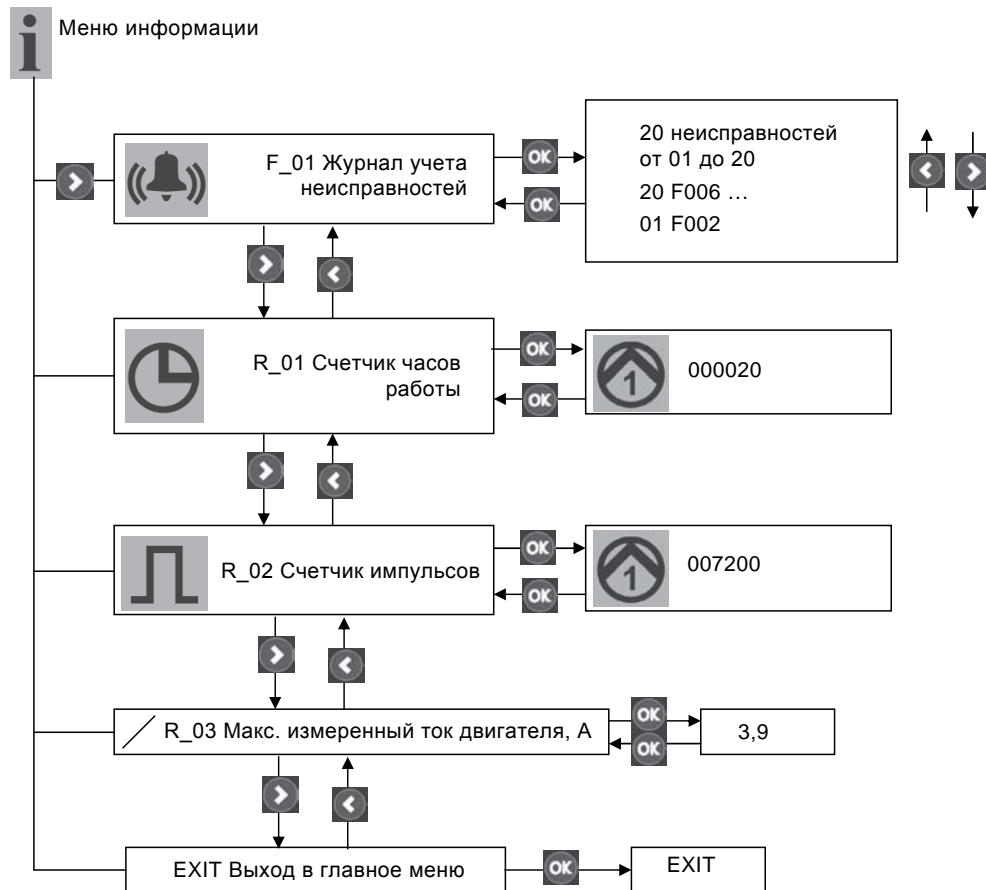 Меню информации
F_01 Журнал учета
неисправностей
OK
OK
20 неисправностей
от 01 до 20
20 F006 …
01 F002
R_01 Счетчик часов
работы
OK
OK
1
000020
R_02 Счетчик импульсов
OK
OK
1
007200
R_03 Макс. измеренный ток двигателя, А
OK
OK
3,9
EXIT Выход в главное меню
OK
EXIT